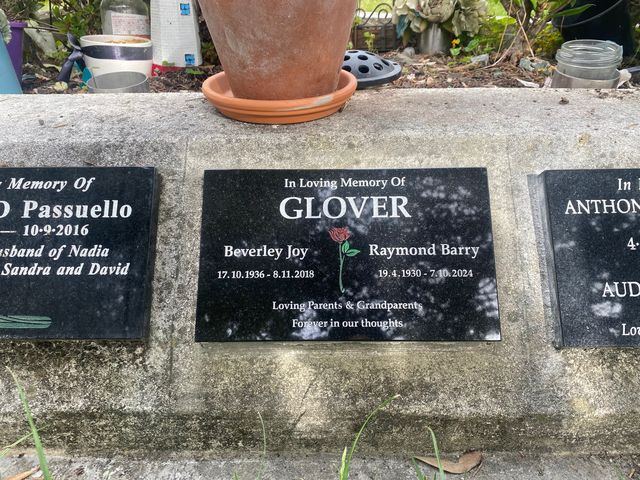 Memory Of
Passuello
— 10·9·2016
of Nadia
Sandra and David
In Loving Memory Of
GLOVER
Beverley Joy
17.10.1936 - 8.11.2018
Raymond Barry
19.4.1930 - 7.10.2024
Loving Parents & Grandparents
Forever in our thoughts
In
ANTHON
4·
AUD